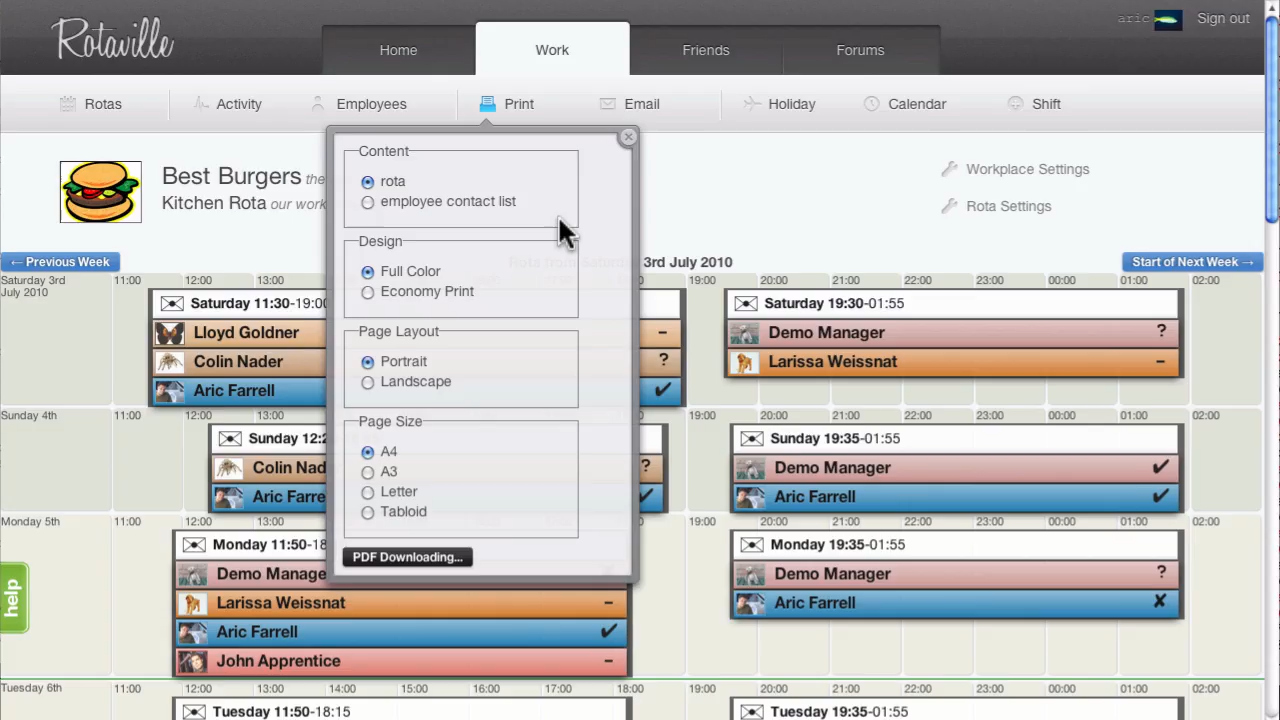 Rotaville
aric
Sign out
Home
Work
Friends
Forums
Rotas
Activity
Employees
Print
Email
Holiday
Calendar
Shift
Best Burgers the
Kitchen Rota our work
Workplace Settings
Rota Settings
Content
rota
employee contact list
Design
Full Color
Economy Print
Page Layout
Portrait
Landscape
Page Size
A4
A3
Letter
Tabloid
PDF Downloading...
← Previous Week
Rota from Saturday 3rd July 2010
Start of Next Week →
Saturday 3rd
July 2010
11:00 12:00 13:00 19:00 20:00 21:00 22:00 23:00 00:00 01:00 02:00
Saturday 11:30-19:00
Lloyd Goldner –
Colin Nader ?
Aric Farrell ✔
Saturday 19:30-01:55
Demo Manager ?
Larissa Weissnat –
Sunday 4th
11:00 12:00 13:00 19:00 20:00 21:00 22:00 23:00 00:00 01:00 02:00
Sunday 12:2
Colin Nad ?
Aric Farre ✔
Sunday 19:35-01:55
Demo Manager ✔
Aric Farrell ✔
Monday 5th
11:00 12:00 13:00 19:00 20:00 21:00 22:00 23:00 00:00 01:00 02:00
Monday 11:50-18
Demo Manage
Larissa Weissnat –
Aric Farrell ✔
John Apprentice –
Monday 19:35-01:55
Demo Manager ?
Aric Farrell ✘
help
Tuesday 6th
11:00 12:00 13:00 14:00 15:00 16:00 17:00 18:00 19:00 20:00 21:00 22:00 23:00 00:00 01:00 02:00
Tuesday 11:50-18:15
Tuesday 19:35-01:55